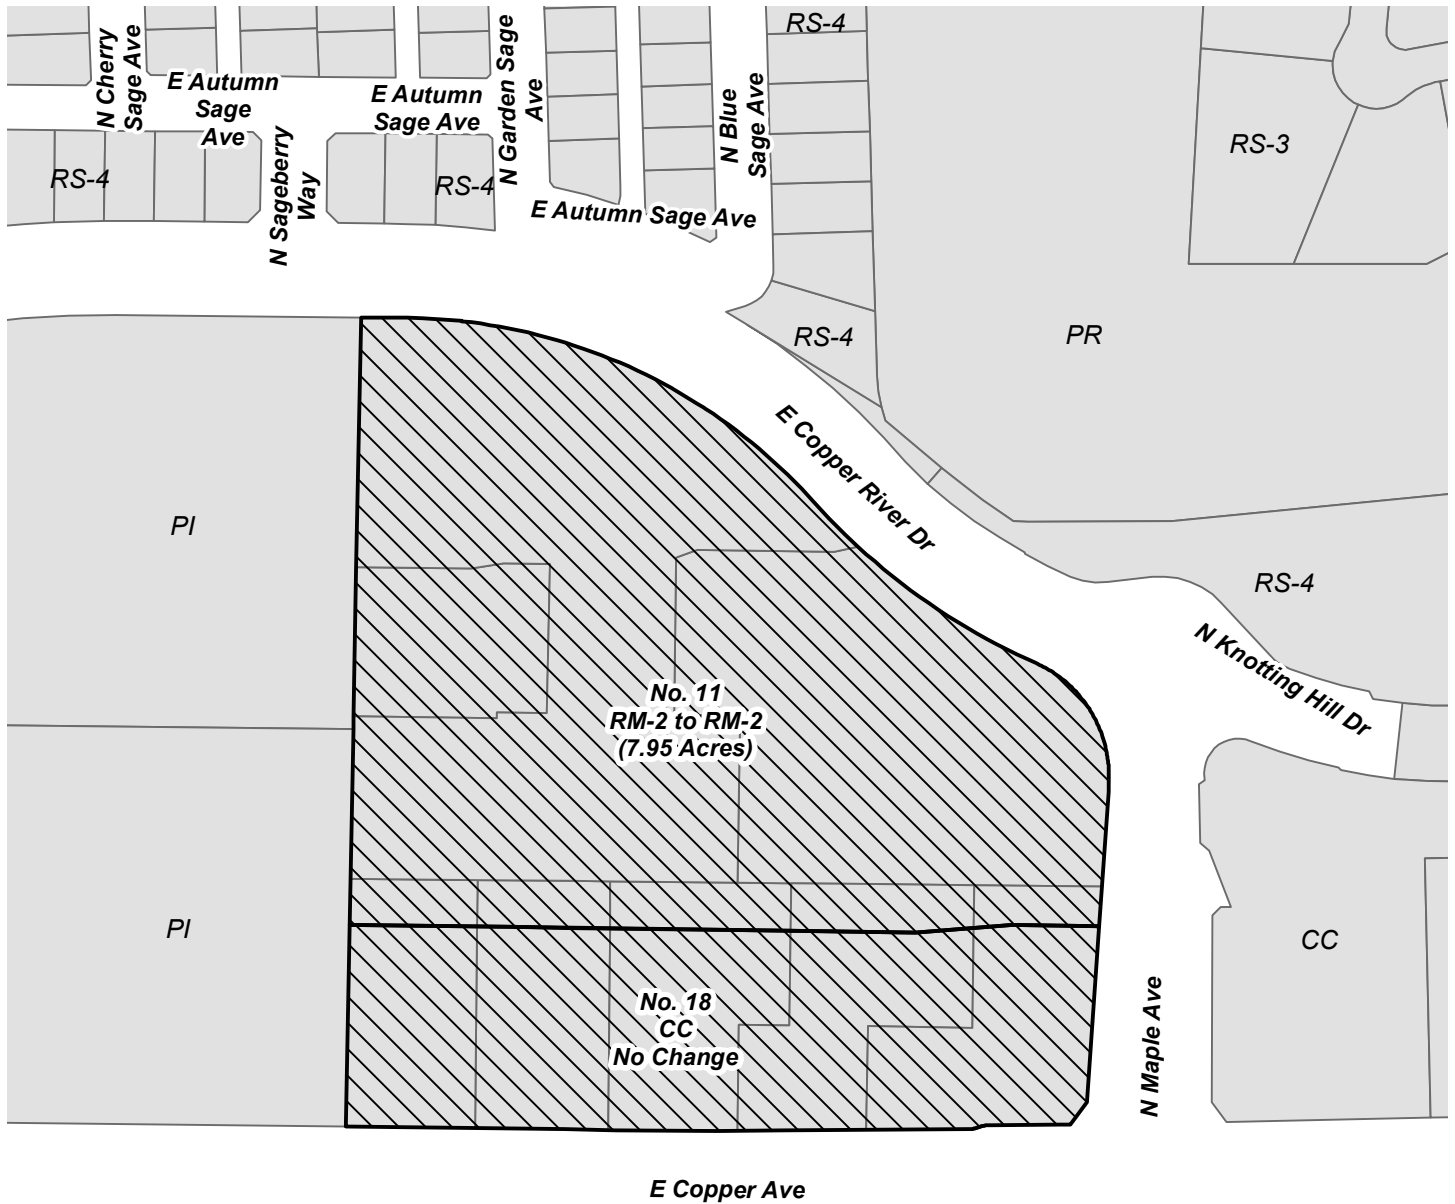 RS-4
N Cherry
Sage Ave
E Autumn
Sage
Ave
E Autumn
Sage Ave
N Garden Sage
Ave
N Blue
Sage Ave
RS-3
RS-4
N Sageberry
Way
RS-4
E Autumn Sage Ave
RS-4
PR
E Copper River Dr
PI
RS-4
N Knotting Hill Dr
No. 11
RM-2 to RM-2
(7.95 Acres)
PI
CC
No. 18
CC
No Change
N Maple Ave
E Copper Ave